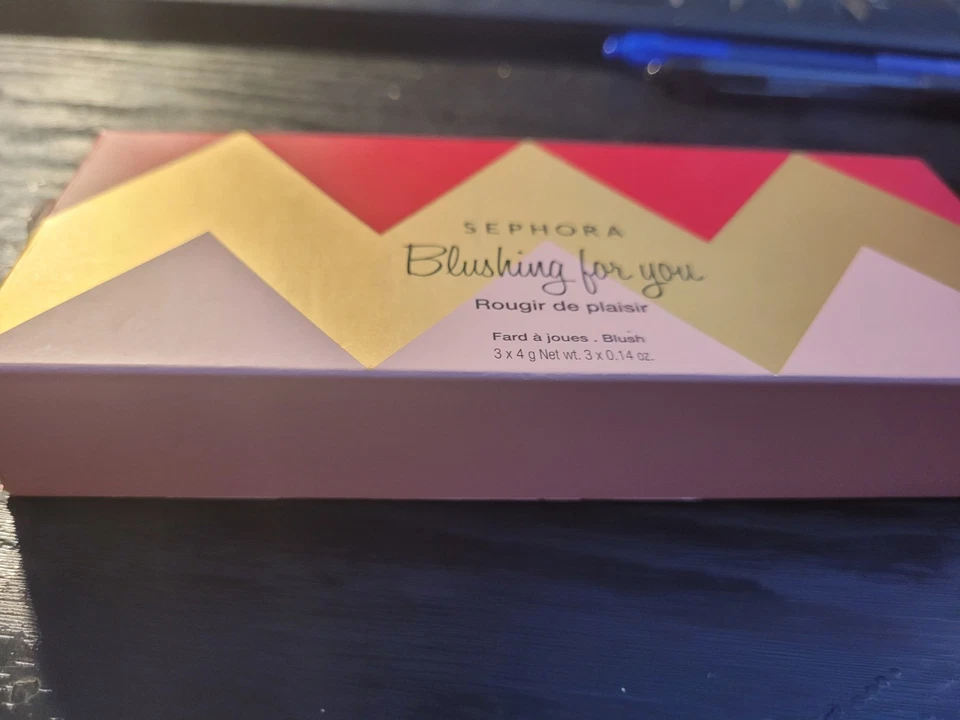 SEPHORA
Blushing for you
Rougir de plaisir
Fard à joues . Blush
3 x 4 g Net wt. 3 x 0.14 oz.